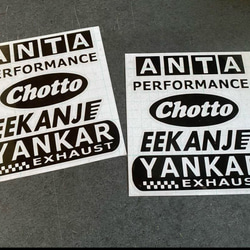 ANTA
PERFORMANCE
Chotto
EEKANJE
YANKAR
EXHAUST
ANTA
PERFORMANCE
Chotto
EEKANJE
YANKAR
EXHAUST